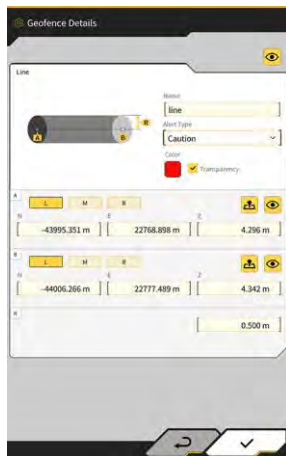 Geofence Details
Line
Name
line
Alert Type
Caution
Color
Transparency
R
A
B
A
L M R
N E Z
-43995.351 m 22768.898 m 4.296 m
B
L M R
N E Z
-44006.266 m 22777.489 m 4.342 m
R
0.500 m